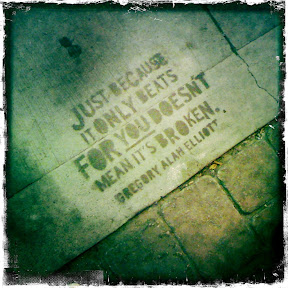 JUST BECAUSE
IT ONLY BEATS
FOR YOU DOESN'T
MEAN IT'S BROKEN.
GREGORY ALAN ELLIOTT